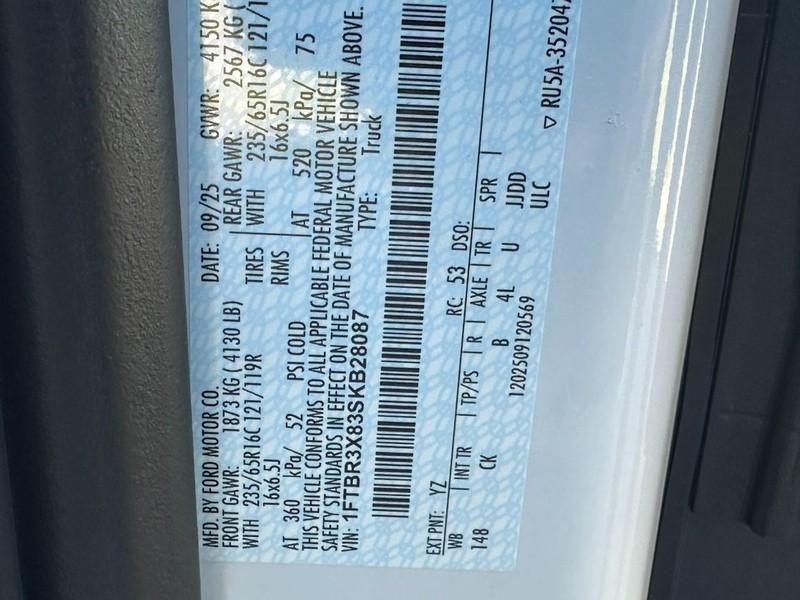 MFD. BY FORD MOTOR CO. DATE: 09/25 GVWR: 4150 K
FRONT GAWR: 1873 KG ( 4130 LB) REAR GAWR: 2567 KG (
WITH 235/65R16C 121/119R TIRES WITH 235/65R16C 121/1
16x6.5J RIMS 16x6.5J
AT 360 kPa/ 52 PSI COLD AT 520 kPa/ 75
THIS VEHICLE CONFORMS TO ALL APPLICABLE FEDERAL MOTOR VEHICLE
SAFETY STANDARDS IN EFFECT ON THE DATE OF MANUFACTURE SHOWN ABOVE.
VIN: 1FTBR3X83SKB28087 TYPE: Truck
EXT PNT: YZ RC: 53 DSO:
WB INT TR TP/PS R AXLE TR SPR
148 CK B 4L U JJDD
1202509120569 ULC
▽ RU5A-352047